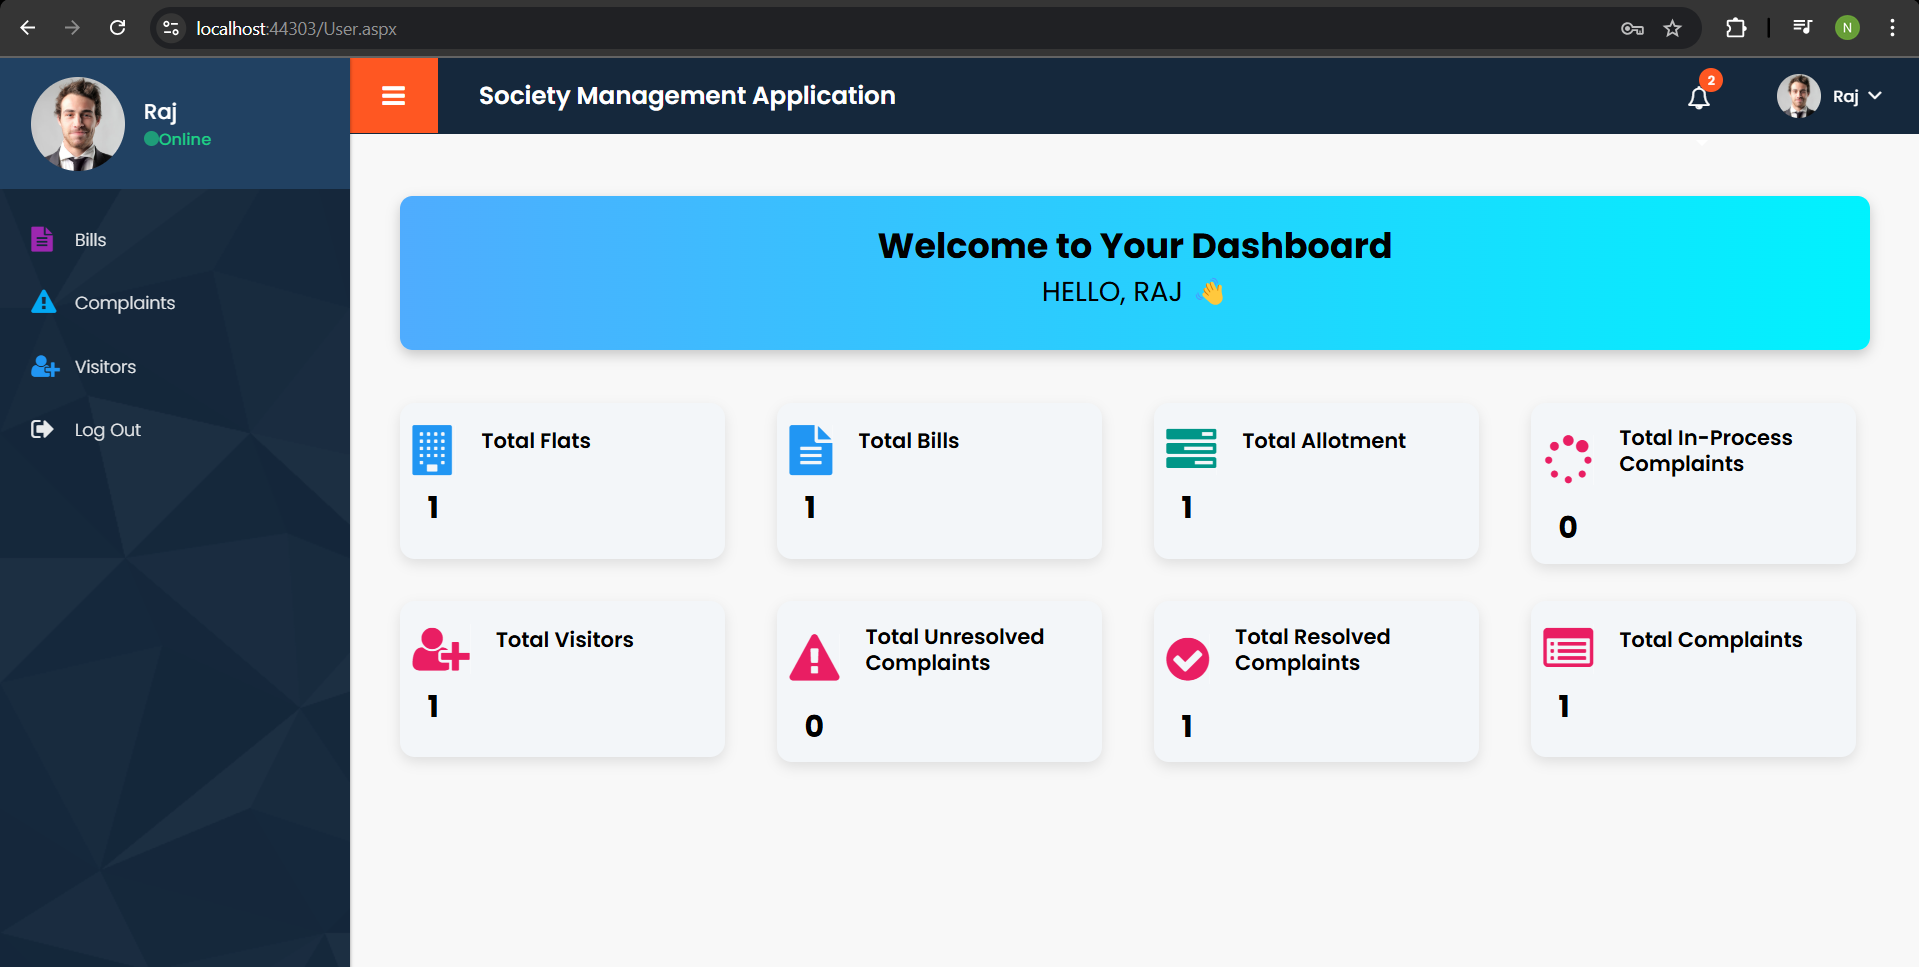 localhost:44303/User.aspx
N
Raj
Online
Society Management Application
2
Raj
Bills
Complaints
Visitors
Log Out
Welcome to Your Dashboard
HELLO, RAJ 👋
Total Flats
1
Total Bills
1
Total Allotment
1
Total In-Process
Complaints
0
Total Visitors
1
Total Unresolved
Complaints
0
Total Resolved
Complaints
1
Total Complaints
1